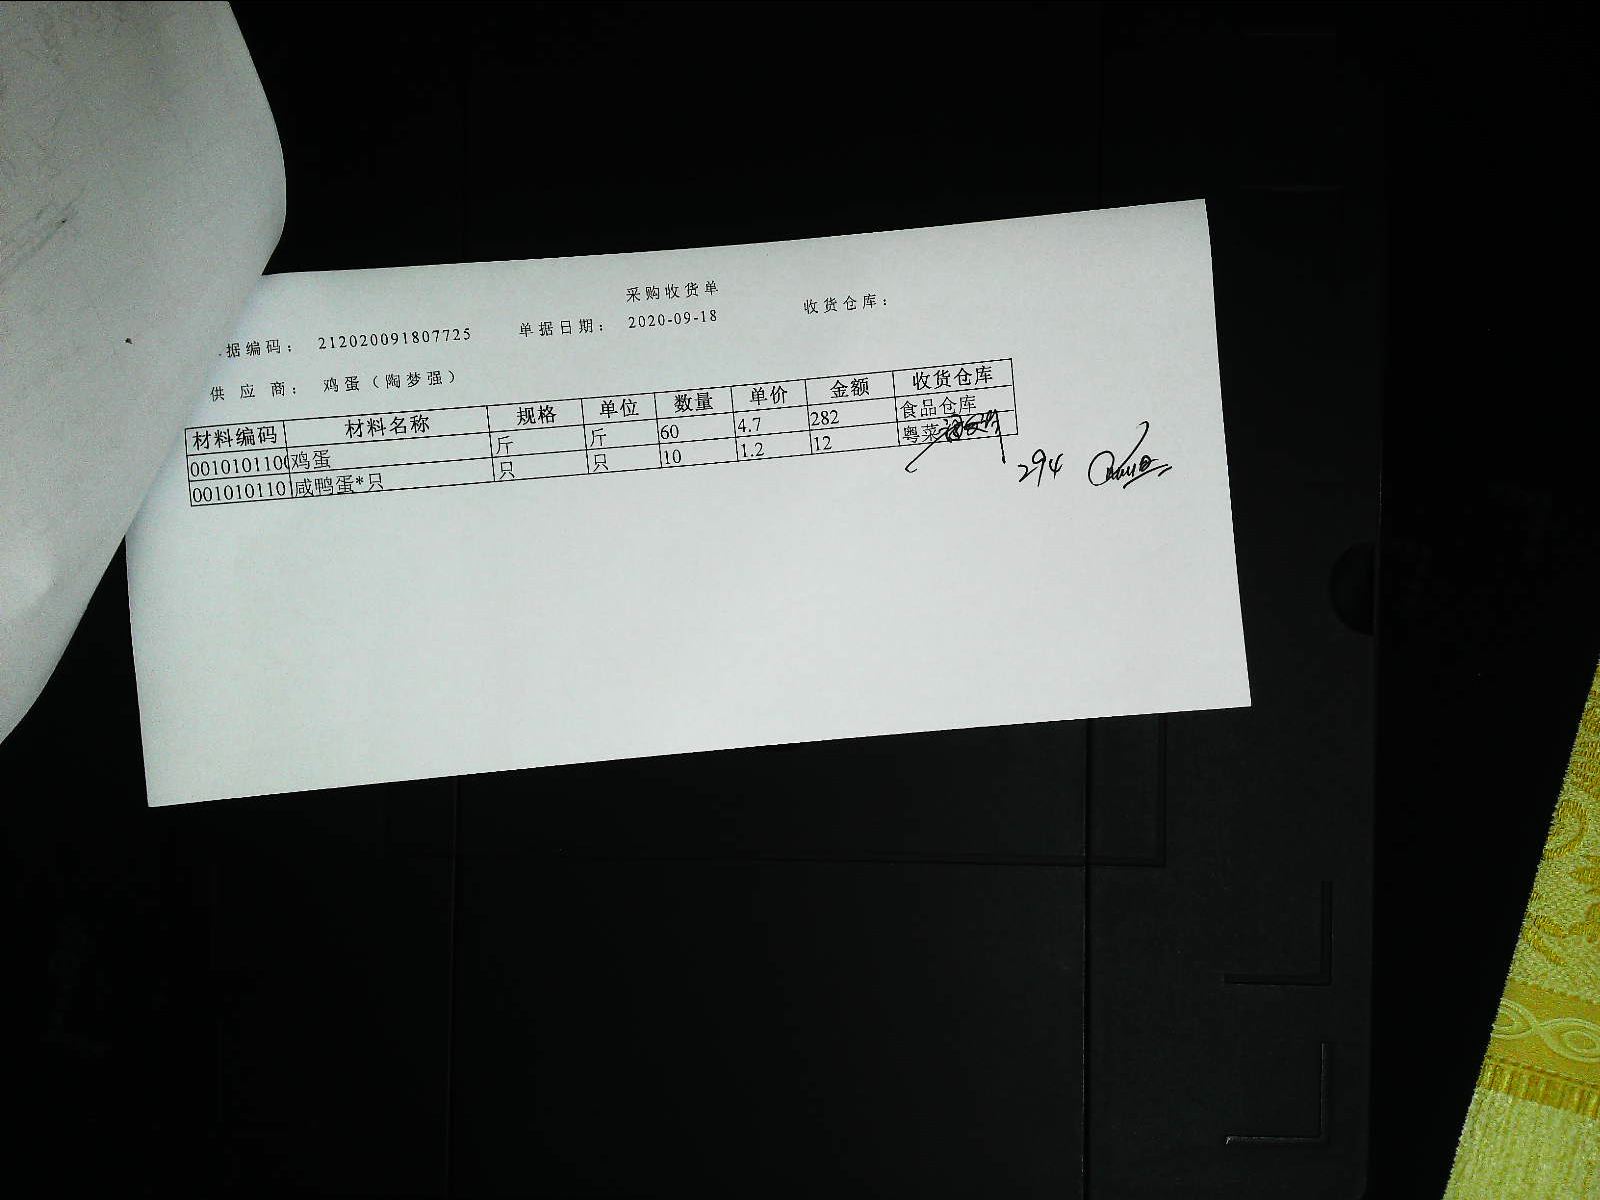 采购收货单
据编码： 212020091807725 单据日期： 2020-09-18 收货仓库：
供应商： 鸡蛋（陶梦强）
材料编码 材料名称 规格 单位 数量 单价 金额 收货仓库
0010101100 鸡蛋 斤 斤 60 4.7 282 食品仓库
001010110 咸鸭蛋*只 只 只 10 1.2 12 粤菜
294